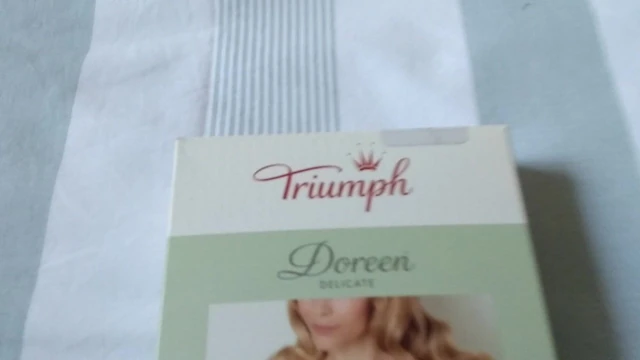 Triumph
Doreen
DELICATE